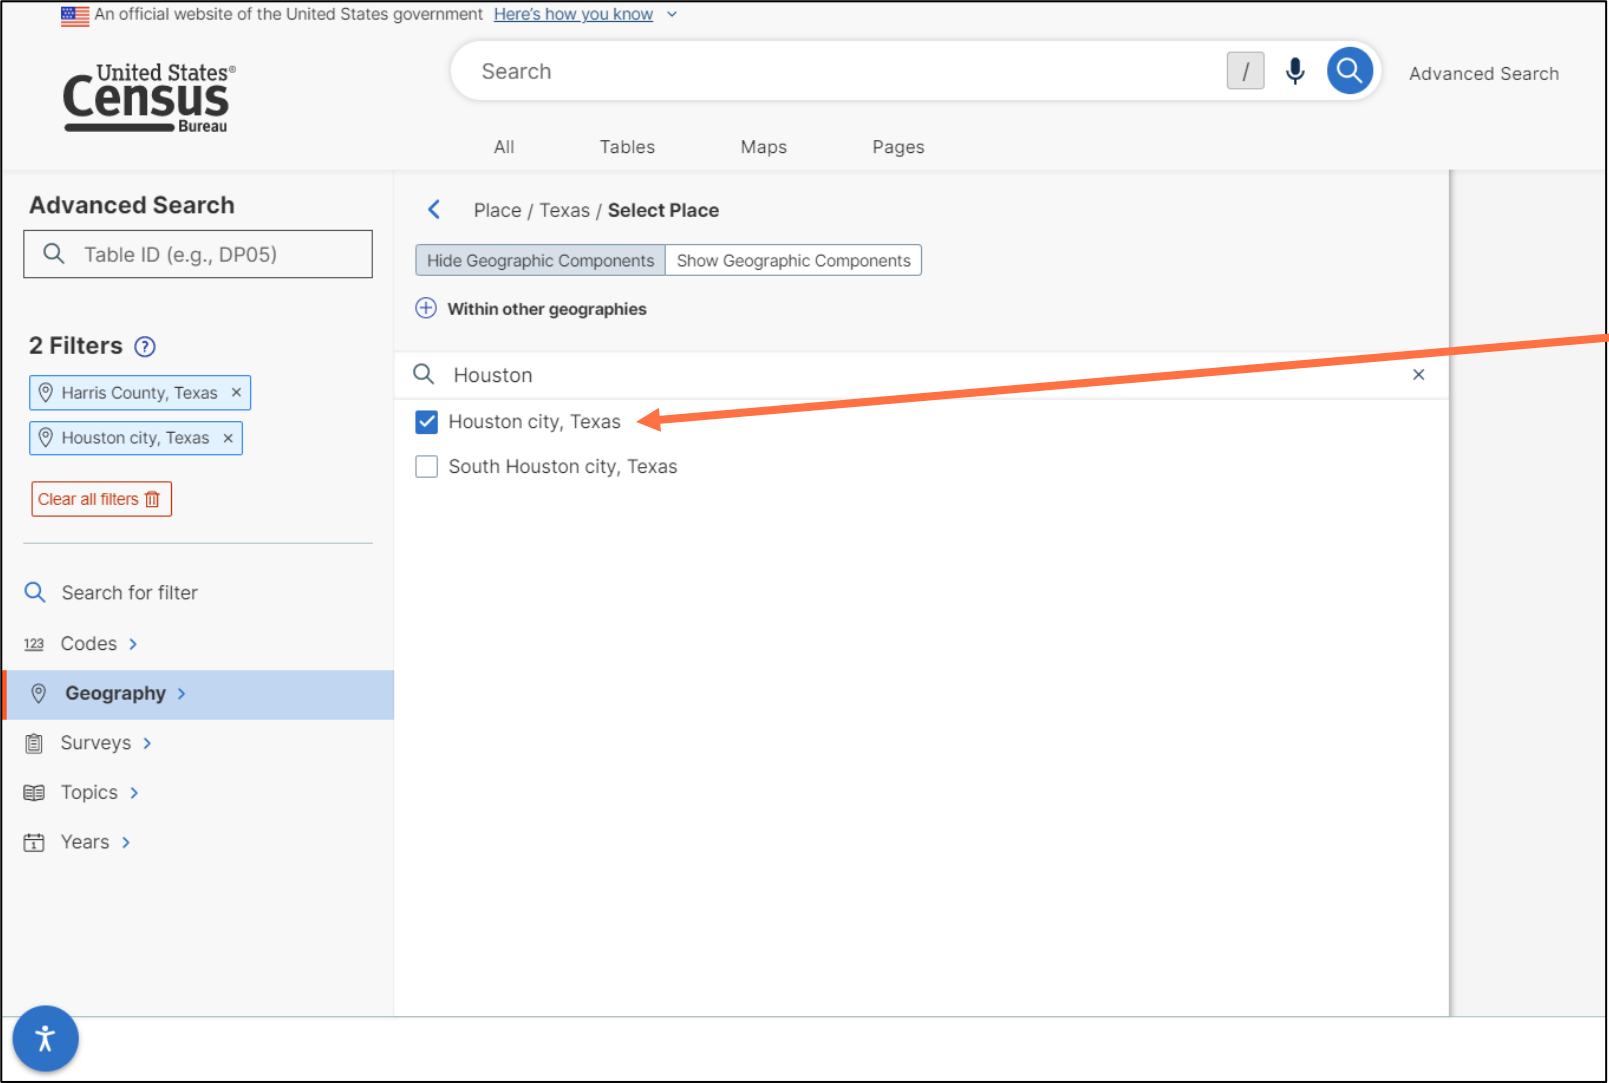 An official website of the United States government Here's how you know
United States®
Census
Bureau
Search /
Advanced Search
All Tables Maps Pages
Advanced Search
Table ID (e.g., DP05)
2 Filters ?
Harris County, Texas ×
Houston city, Texas ×
Clear all filters
Search for filter
123 Codes
Geography
Surveys
Topics
1 Years
Place / Texas / Select Place
Hide Geographic Components Show Geographic Components
Within other geographies
Houston ×
Houston city, Texas
South Houston city, Texas